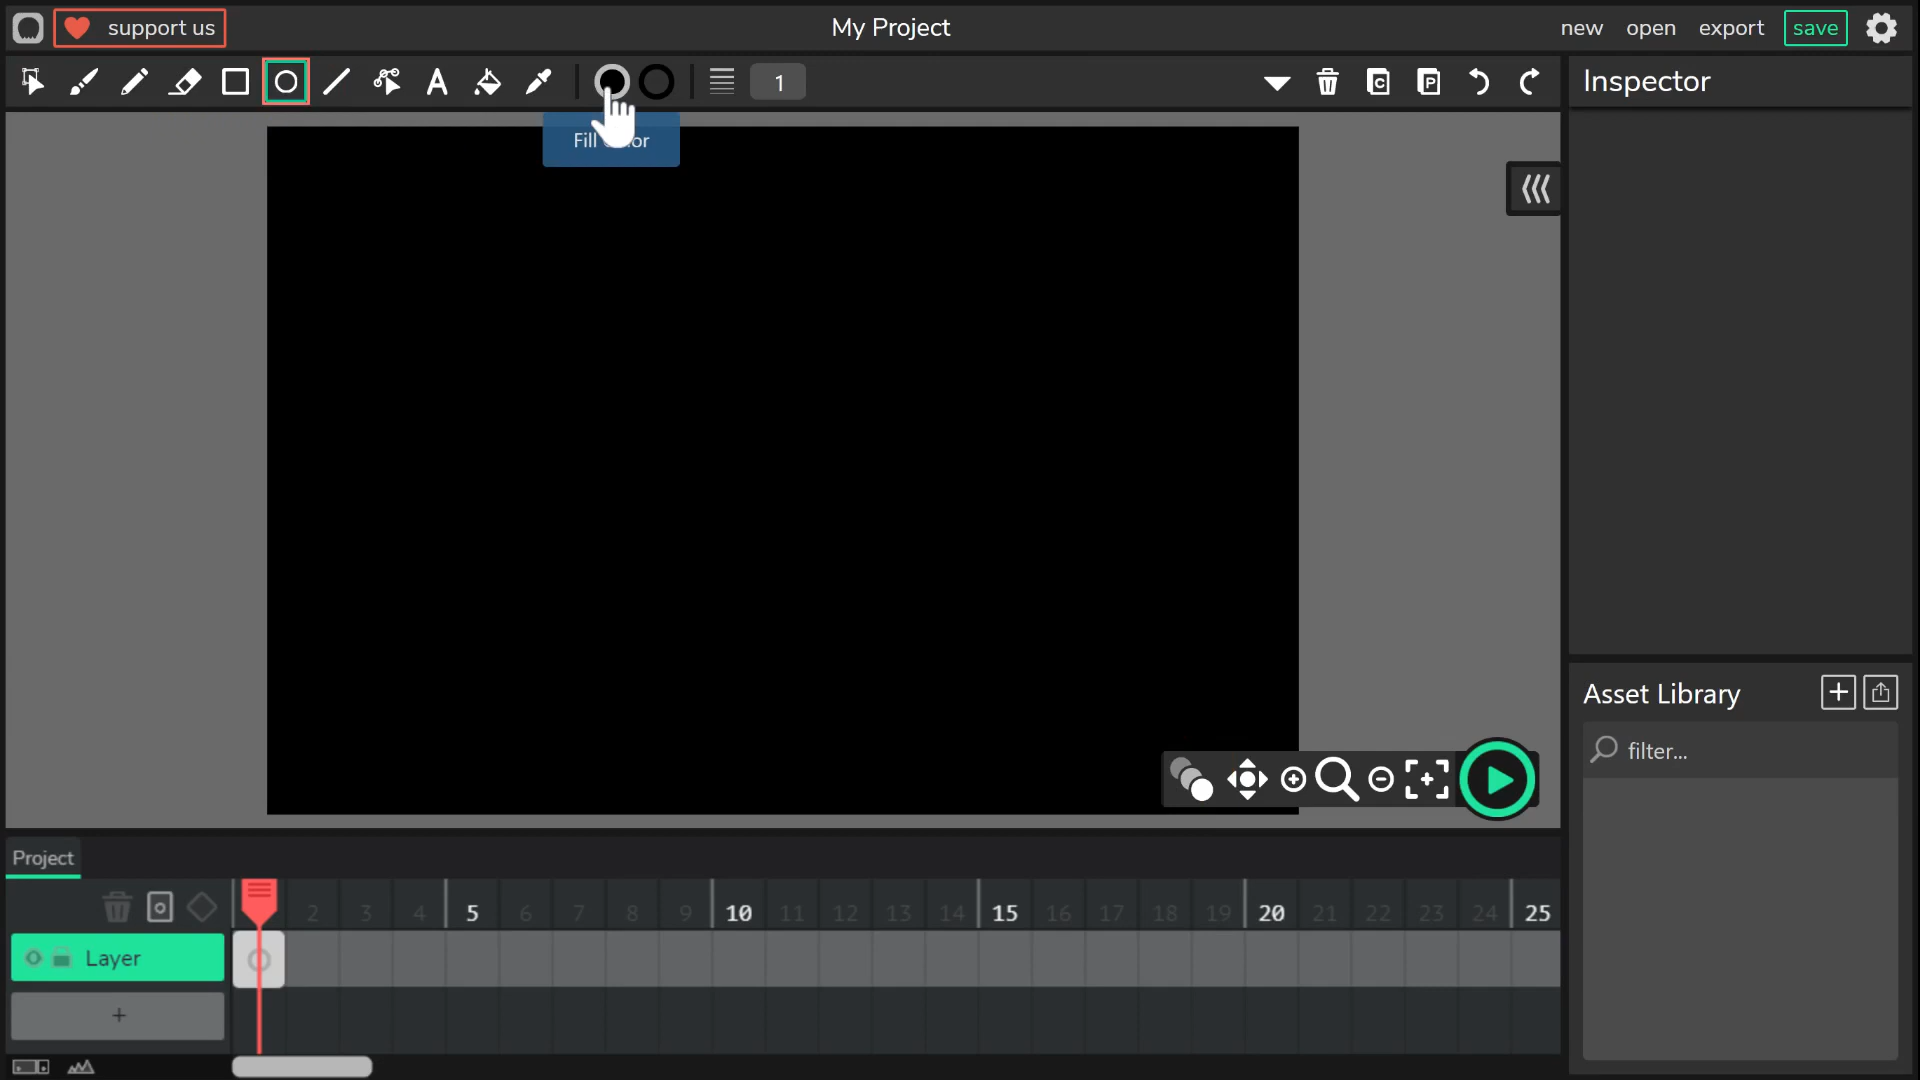 support us
My Project
new
open
export
save
1
Inspector
Fill Color
Asset Library
filter...
Project
2 3 4 5 6 7 8 9 10 11 12 13 14 15 16 17 18 19 20 21 22 23 24 25
Layer
+